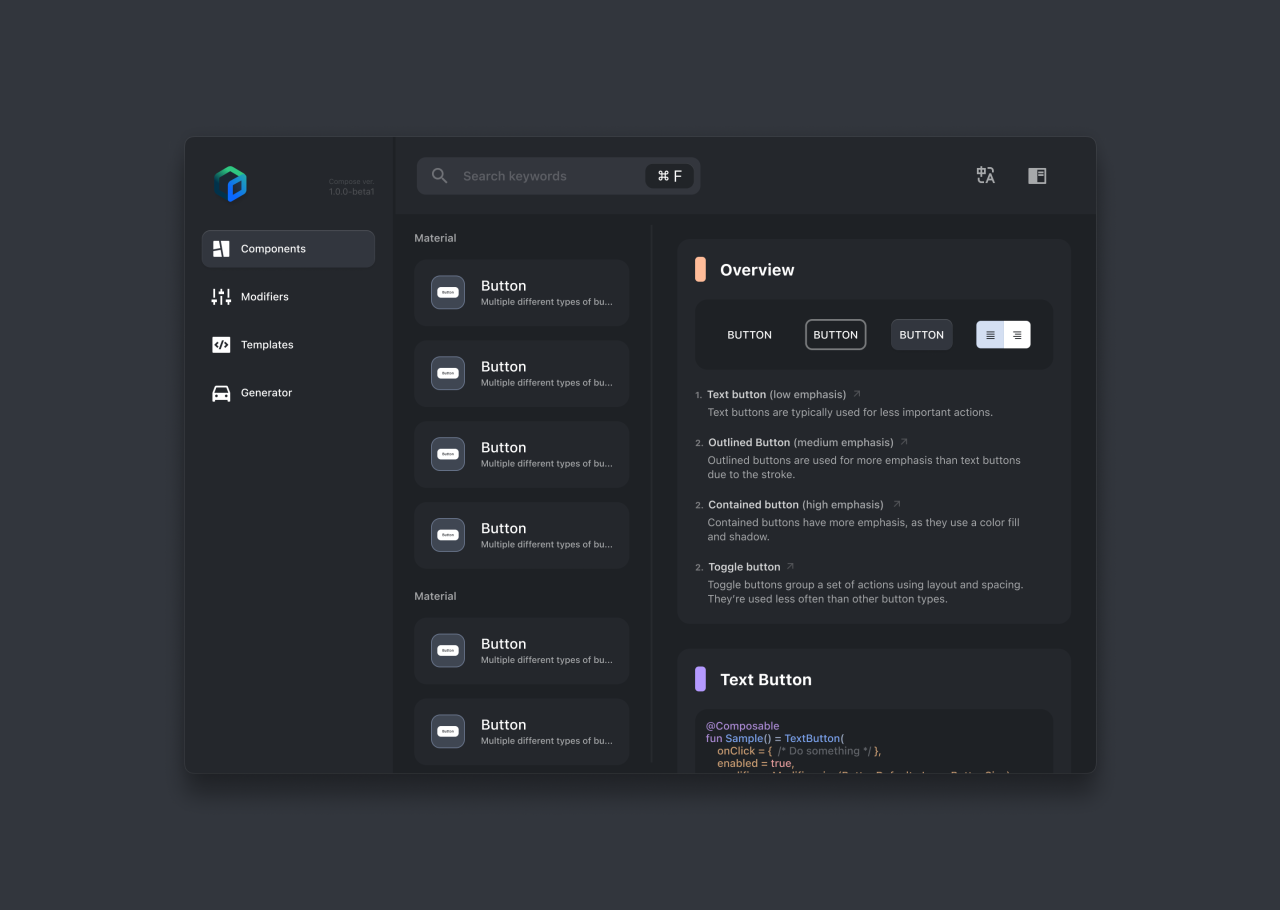 Compose ver.
1.0.0-beta1
Components
Modifiers
Templates
Generator
Search keywords
⌘ F
Material
Button
Button
Multiple different types of bu...
Button
Button
Multiple different types of bu...
Button
Button
Multiple different types of bu...
Button
Button
Multiple different types of bu...
Material
Button
Button
Multiple different types of bu...
Button
Button
Multiple different types of bu...
Overview
BUTTON BUTTON BUTTON
1. Text button (low emphasis)
Text buttons are typically used for less important actions.
2. Outlined Button (medium emphasis)
Outlined buttons are used for more emphasis than text buttons
due to the stroke.
2. Contained button (high emphasis)
Contained buttons have more emphasis, as they use a color fill
and shadow.
2. Toggle button
Toggle buttons group a set of actions using layout and spacing.
They're used less often than other button types.
Text Button
@Composable
fun Sample() = TextButton(
onClick = { /* Do something */ },
enabled = true,